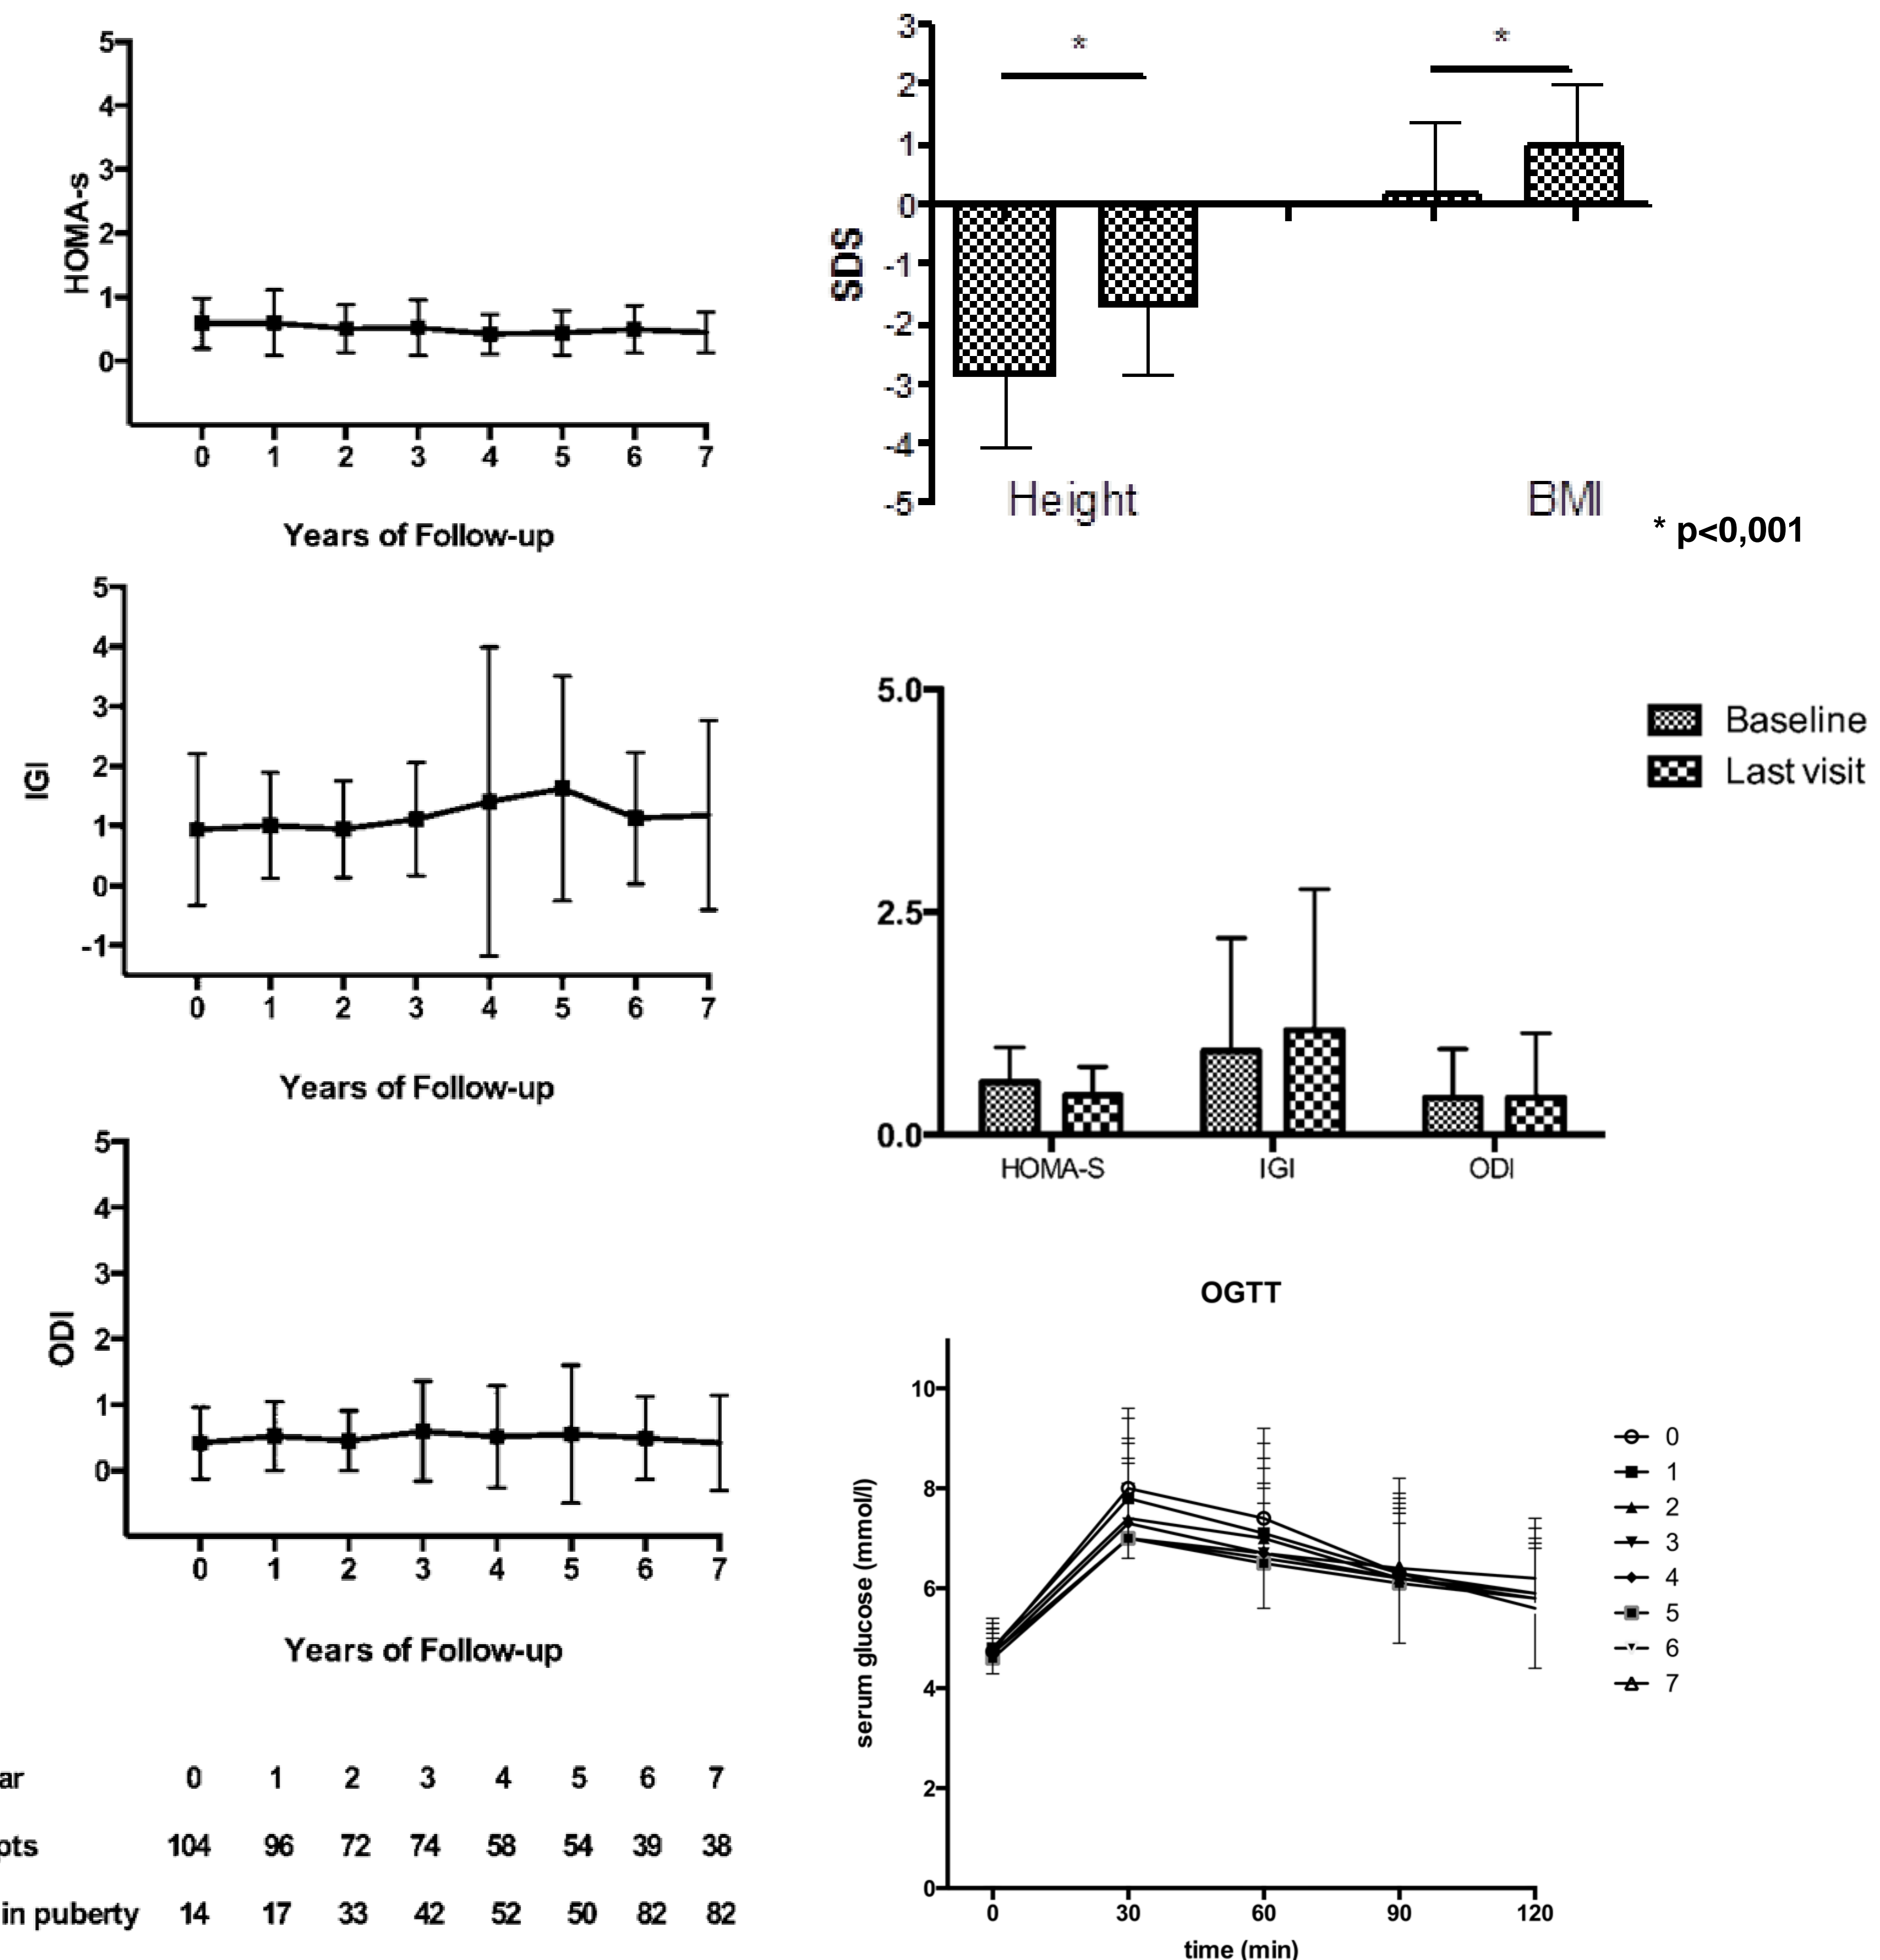 5
4
3
2
1
0
HOMA-s
0 1 2 3 4 5 6 7
Years of Follow-up
3
2
1
0
-1
-2
-3
-4
-5
SDS
*
*
Height
BMI
* p<0,001
5
4
3
2
1
0
-1
IGI
0 1 2 3 4 5 6 7
Years of Follow-up
5.0
2.5
0.0
HOMA-S IGI ODI
Baseline
Last visit
5
4
3
2
1
0
ODI
0 1 2 3 4 5 6 7
Years of Follow-up
OGTT
10
8
6
4
2
0
serum glucose (mmol/l)
0 30 60 90 120
time (min)
0
1
2
3
4
5
6
7
ar 0 1 2 3 4 5 6 7
pts 104 96 72 74 58 54 39 38
in puberty 14 17 33 42 52 50 82 82